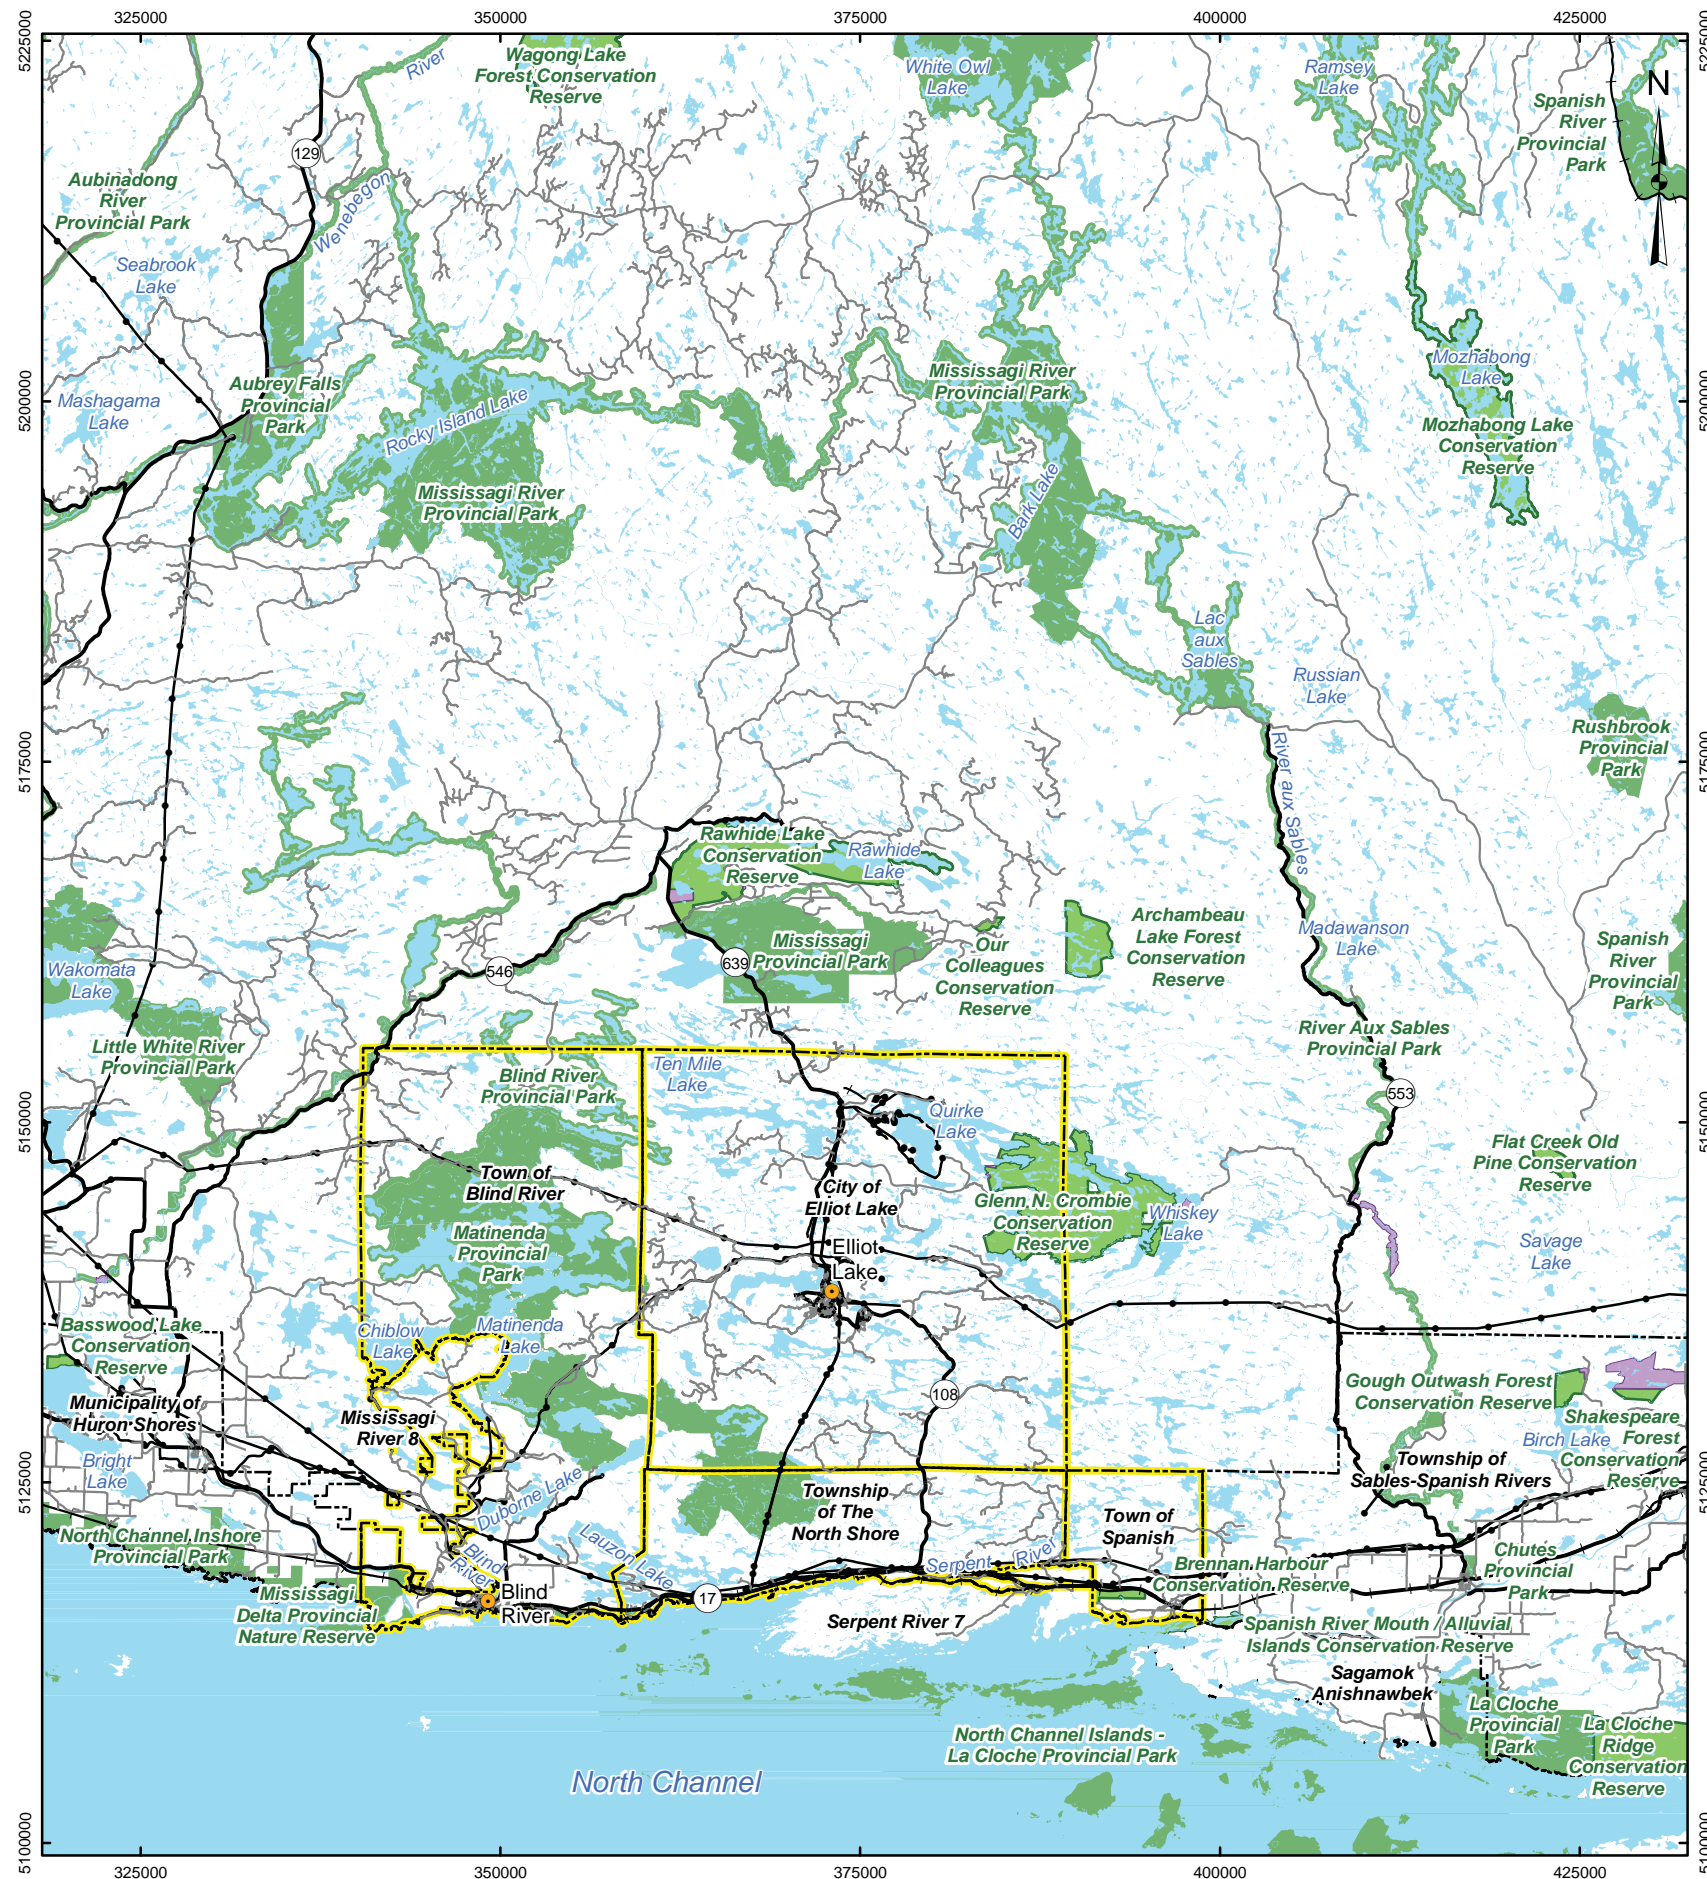 325000
350000
375000
400000
425000
5225000
5225000
River
Wagong Lake
Forest Conservation
Reserve
White Owl
Lake
Ramsey
Lake
N
Spanish
River
Provincial
Park
129
Aubinadong
River
Provincial Park
Wenebegon
Seabrook
Lake
Mozhabong
Lake
Mississagi River
Provincial Park
Aubrey Falls
Provincial
Park
Mashagama
Lake
5200000
5200000
Rocky Island Lake
Mozhabong Lake
Conservation
Reserve
Mississagi River
Provincial Park
Bark Lake
Lac
aux
Sables
Russian
Lake
Rushbrook
Provincial
Park
5175000
5175000
River aux Sables
Rawhide Lake
Conservation
Reserve
Rawhide
Lake
Archambeau
Lake Forest
Conservation
Reserve
Madawanson
Lake
Mississagi
Provincial Park
Our
Colleagues
Conservation
Reserve
Spanish
River
Provincial
Park
639
546
Wakomata
Lake
Little White River
Provincial Park
River Aux Sables
Provincial Park
Ten Mile
Lake
Blind River
Provincial Park
553
Quirke
Lake
5150000
5150000
Flat Creek Old
Pine Conservation
Reserve
Town of
Blind River
City of
Elliot Lake
Glenn N. Crombie
Conservation
Reserve
Whiskey
Lake
Matinenda
Provincial
Park
Elliot
Lake
Savage
Lake
Basswood Lake
Conservation
Reserve
Chiblow
Lake
Matinenda
Lake
108
Gough Outwash Forest
Conservation Reserve
Municipality of
Huron Shores
Mississagi
River 8
Shakespeare
Forest
Conservation
Reserve
Birch Lake
Bright
Lake
Township of
Sables-Spanish Rivers
5125000
5125000
Duborne Lake
Township
of The
North Shore
Town of
Spanish
North Channel Inshore
Provincial Park
Lauzon Lake
Blind
River
Serpent River
Brennan Harbour
Conservation Reserve
Chutes
Provincial
Park
Mississagi
Delta Provincial
Nature Reserve
Blind
River
17
Serpent River 7
Spanish River Mouth / Alluvial
Islands Conservation Reserve
Sagamok
Anishnawbek
La Cloche
Provincial
Park
La Cloche
Ridge
Conservation
Reserve
North Channel Islands -
La Cloche Provincial Park
North Channel
5100000
5100000
325000
350000
375000
400000
425000